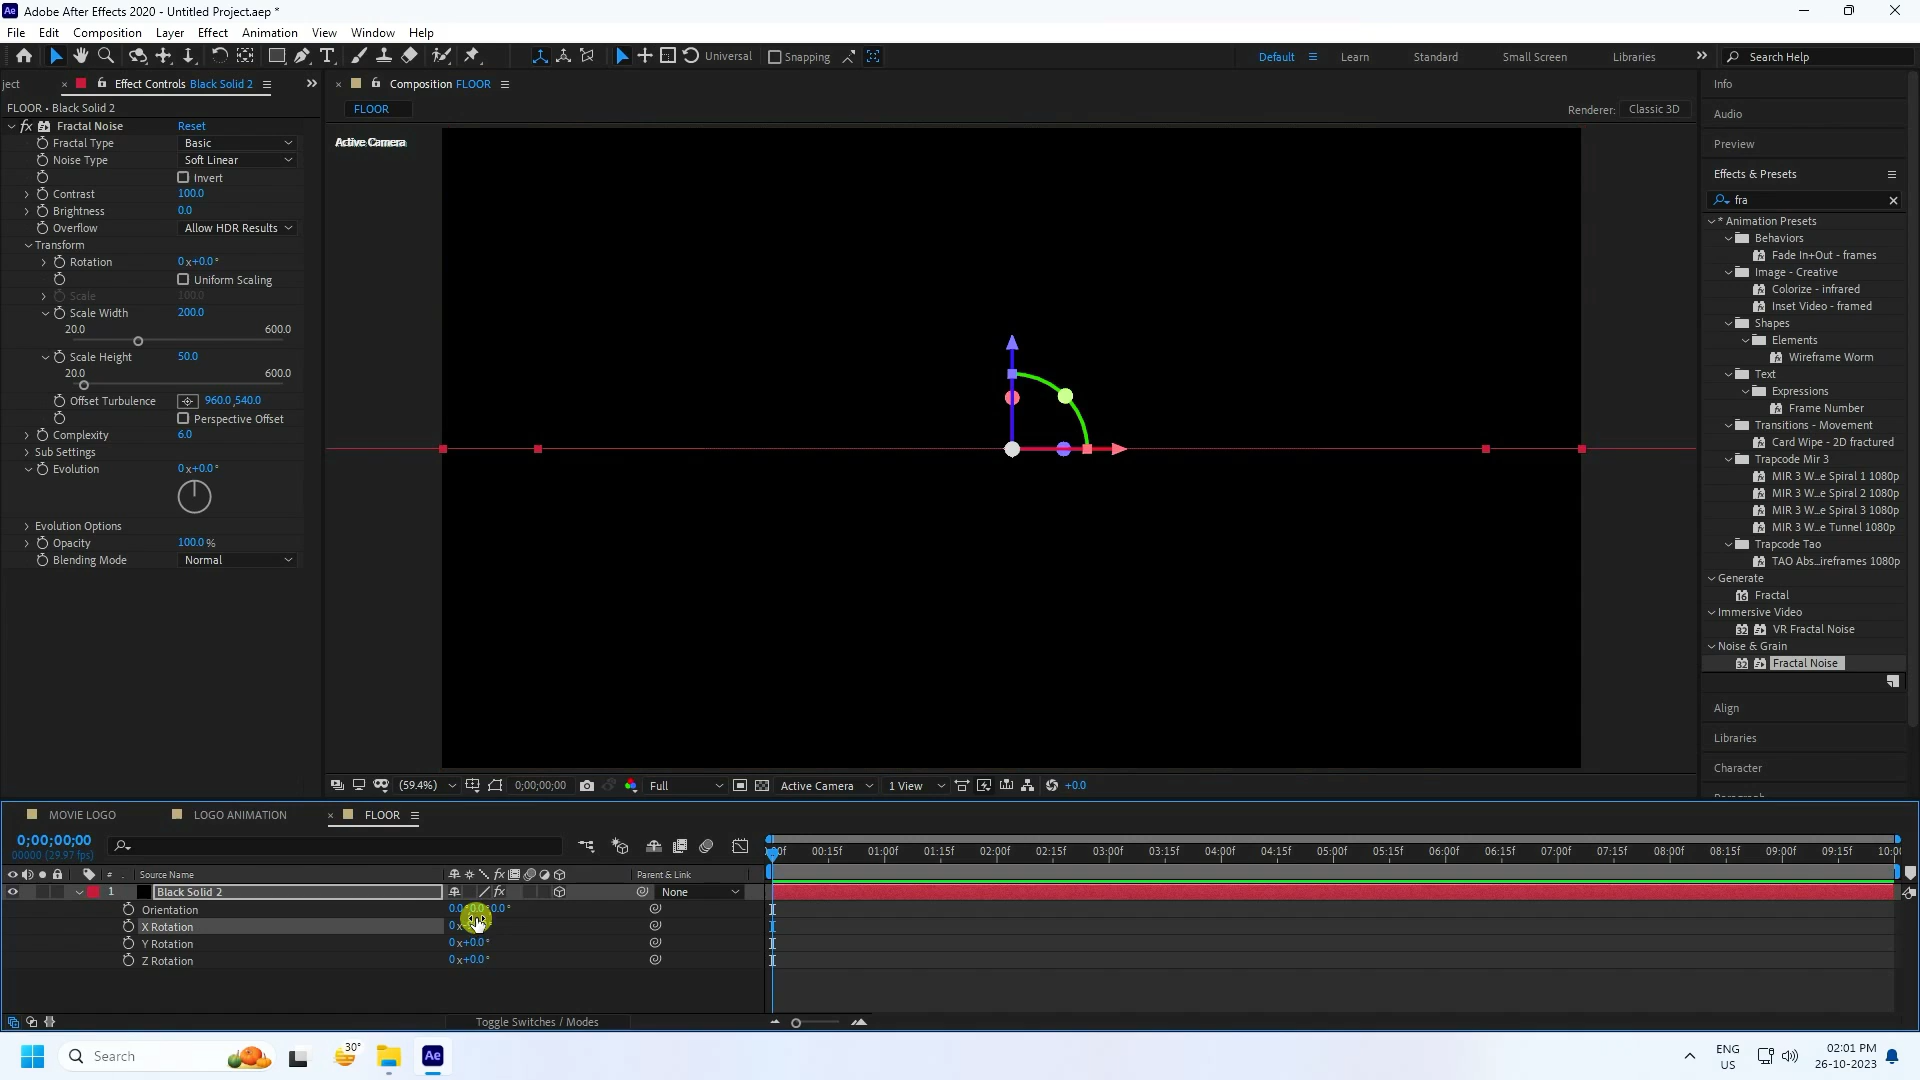 Adobe After Effects 2020 - Untitled Project.aep *
File Edit Composition Layer Effect Animation View Window Help
Universal Snapping Default Learn Standard Small Screen Libraries Search Help
ject Effect Controls Black Solid 2
Composition FLOOR
FLOOR
Renderer: Classic 3D
Active Camera
FLOOR • Black Solid 2
fx Fractal Noise Reset
Fractal Type Basic
Noise Type Soft Linear
Invert
Contrast 100.0
Brightness 0.0
Overflow Allow HDR Results
Transform
Rotation 0x+0.0°
Uniform Scaling
Scale 100.0
Scale Width 200.0
20.0 600.0
Scale Height 50.0
20.0 600.0
Offset Turbulence 960.0,540.0
Perspective Offset
Complexity 6.0
Sub Settings
Evolution 0x+0.0°
Evolution Options
Opacity 100.0 %
Blending Mode Normal
Info
Audio
Preview
Effects & Presets
fra
* Animation Presets
Behaviors
Fade In+Out - frames
Image - Creative
Colorize - infrared
Inset Video - framed
Shapes
Elements
Wireframe Worm
Text
Expressions
Frame Number
Transitions - Movement
Card Wipe - 2D fractured
Trapcode Mir 3
MIR 3 W...e Spiral 1 1080p
MIR 3 W...e Spiral 2 1080p
MIR 3 W...e Spiral 3 1080p
MIR 3 W...e Tunnel 1080p
Trapcode Tao
TAO Abs...ireframes 1080p
Generate
Fractal
Immersive Video
VR Fractal Noise
Noise & Grain
Fractal Noise
Align
Libraries
Character
(59.4%) 0;00;00;00 Full Active Camera 1 View +0.0
MOVIE LOGO LOGO ANIMATION FLOOR
0;00;00;00
00000 (29.97 fps)
00:15f 01:00f 01:15f 02:00f 02:15f 03:00f 03:15f 04:00f 04:15f 05:00f 05:15f 06:00f 06:15f 07:00f 07:15f 08:00f 08:15f 09:00f 09:15f 10:0
# Source Name fx Parent & Link
1 Black Solid 2 fx None
Orientation
X Rotation
Y Rotation 0x+0.0°
Z Rotation 0x+0.0°
Toggle Switches / Modes
Search 30° Ae ENG US 02:01 PM 26-10-2023